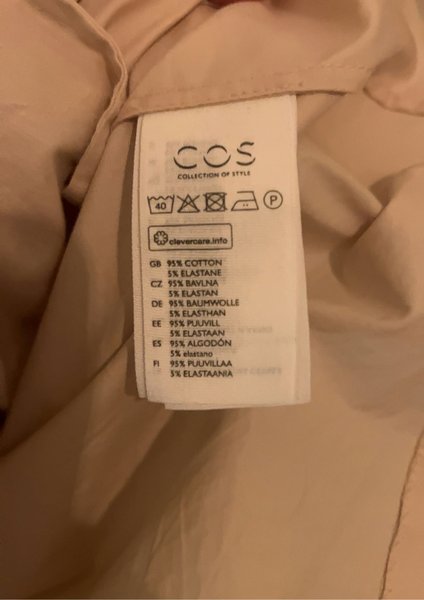 COS
COLLECTION OF STYLE
40 P
clevercare.info
GB 95% COTTON
5% ELASTANE
CZ 95% BAVLNA
5% ELASTAN
DE 95% BAUMWOLLE
5% ELASTHAN
EE 95% PUUVILL
5% ELASTAAN
ES 95% ALGODÓN
5% elastano
FI 95% PUUVILLAA
5% ELASTAANIA